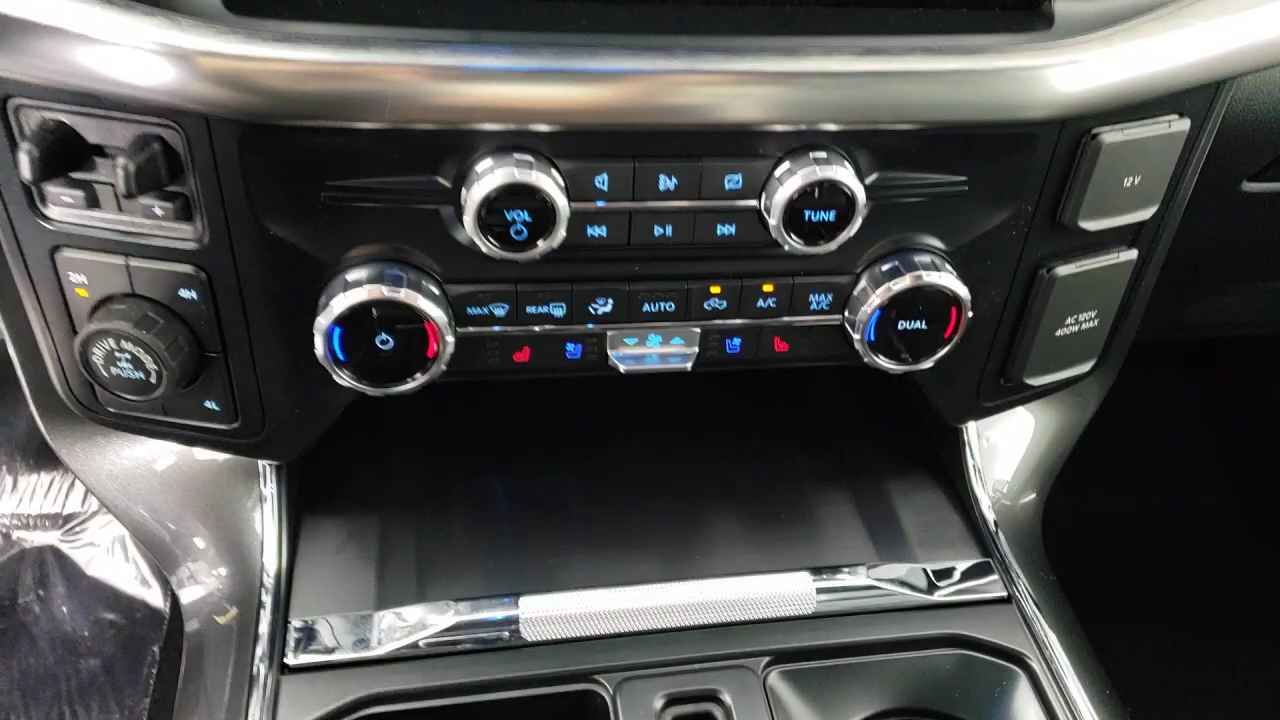 VOL
TUNE
12 V
2H
4H
DRIVE MODE
PUSH
4L
MAX
REAR
AUTO
A/C
MAX
A/C
DUAL
AC 120V
400W MAX